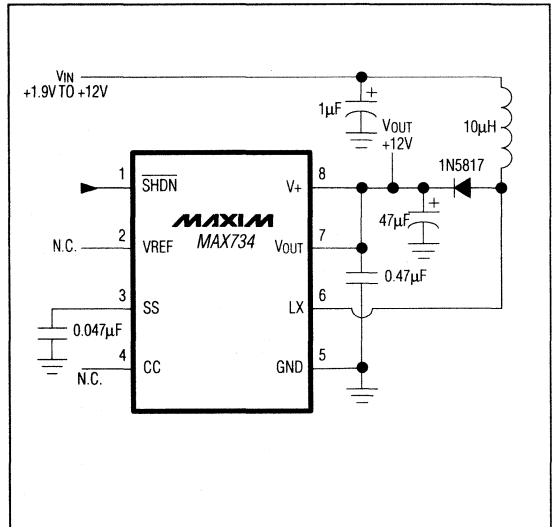 VIN
+1.9V TO +12V
1µF
+
VOUT
+12V
10µH
1N5817
1
SHDN
8
V+
MAXIM
MAX734
+
47µF
N.C.
2
VREF
7
VOUT
0.47µF
3
SS
6
LX
0.047µF
4
CC
N.C.
5
GND